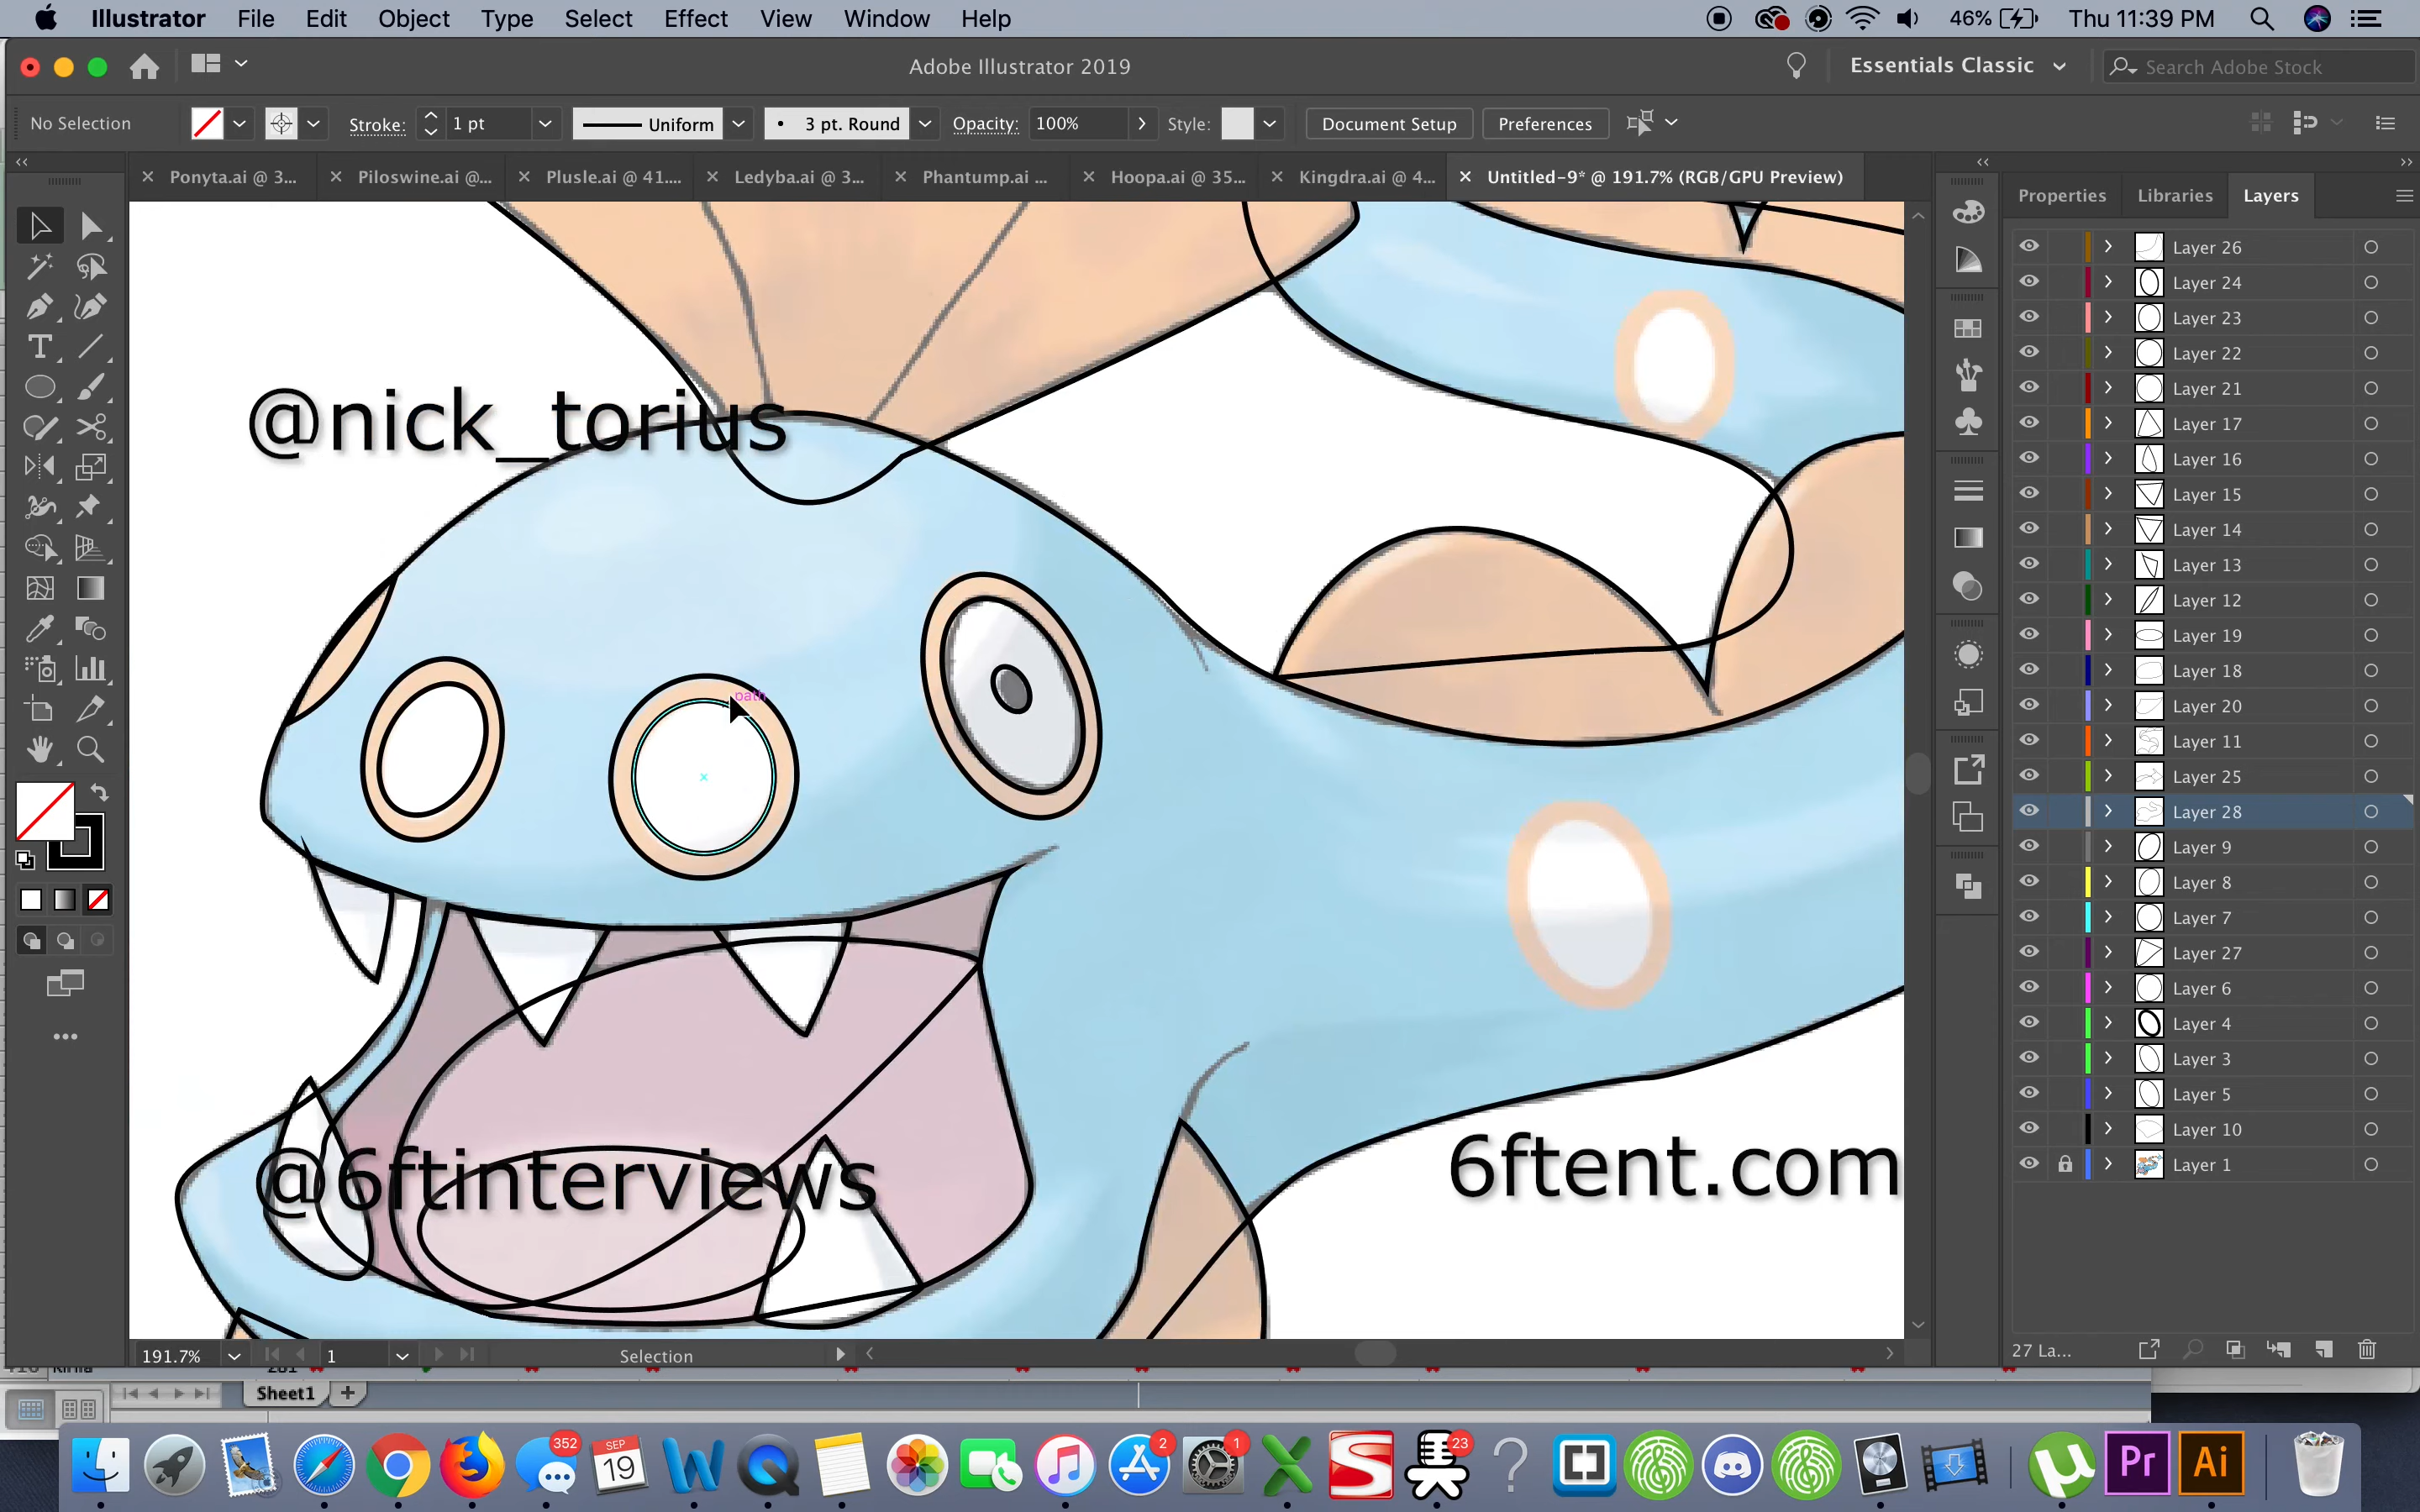 Illustrator File Edit Object Type Select Effect View Window Help 46% Thu 11:39 PM
Adobe Illustrator 2019 Essentials Classic Search Adobe Stock
No Selection Stroke: 1 pt Uniform 3 pt. Round Opacity: 100% Style: Document Setup Preferences
Ponyta.ai @ 3... Piloswine.ai @... Plusle.ai @ 41.... Ledyba.ai @ 3... Phantump.ai ... Hoopa.ai @ 35... Kingdra.ai @ 4... Untitled-9* @ 191.7% (RGB/GPU Preview)
Properties Libraries Layers
Layer 26
Layer 24
Layer 23
Layer 22
Layer 21
Layer 17
Layer 16
Layer 15
Layer 14
Layer 13
Layer 12
Layer 19
Layer 18
Layer 20
Layer 11
Layer 25
Layer 28
Layer 9
Layer 8
Layer 7
Layer 27
Layer 6
Layer 4
Layer 3
Layer 5
Layer 10
Layer 1
27 La...
@nick_torius
path
@6ftinterviews
6ftent.com
191.7% 1 Selection
Sheet1
352 SEP 19 2 1 23 Pr Ai